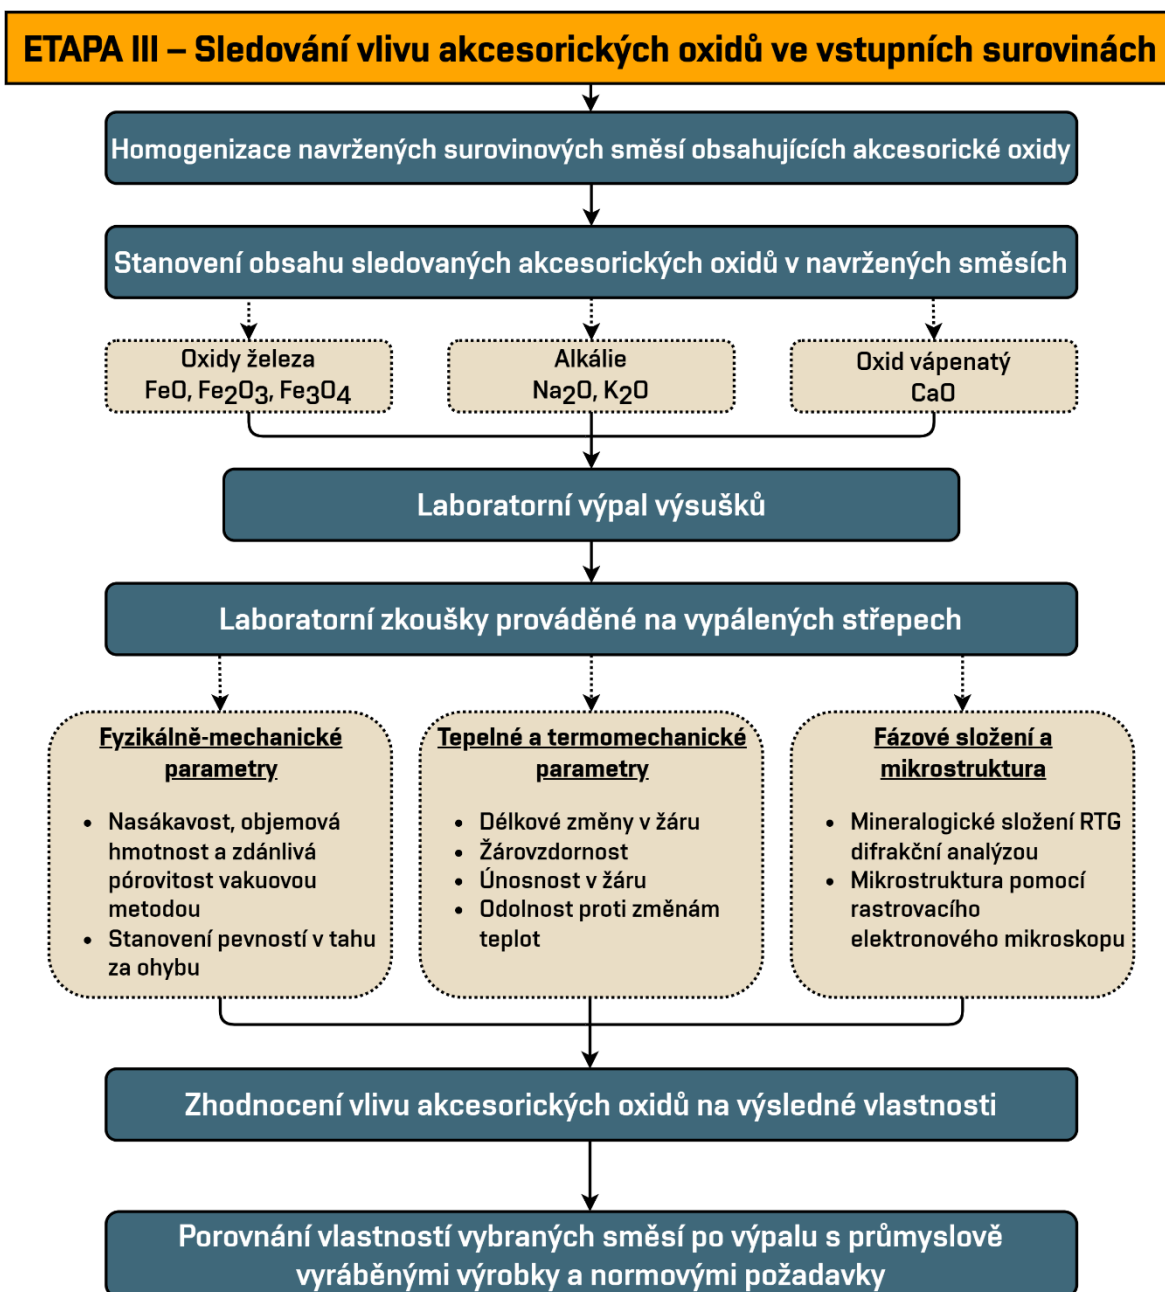 ETAPA III – Sledování vlivu akcesorických oxidů ve vstupních surovinách
Homogenizace navržených surovinových směsí obsahujících akcesorické oxidy
Stanovení obsahu sledovaných akcesorických oxidů v navržených směsích
Oxidy železa
FeO, Fe2O3, Fe3O4
Alkálie
Na2O, K2O
Oxid vápenatý
CaO
Laboratorní výpal výsušků
Laboratorní zkoušky prováděné na vypálených střepech
Fyzikálně-mechanické
parametry
• Nasákavost, objemová
hmotnost a zdánlivá
pórovitost vakuovou
metodou
• Stanovení pevností v tahu
za ohybu
Tepelné a termomechanické
parametry
• Délkové změny v žáru
• Žárovzdornost
• Únosnost v žáru
• Odolnost proti změnám
teplot
Fázové složení a
mikrostruktura
• Mineralogické složení RTG
difrakční analýzou
• Mikrostruktura pomocí
rastrovacího
elektronového mikroskopu
Zhodnocení vlivu akcesorických oxidů na výsledné vlastnosti
Porovnání vlastností vybraných směsí po výpalu s průmyslově
vyráběnými výrobky a normovými požadavky